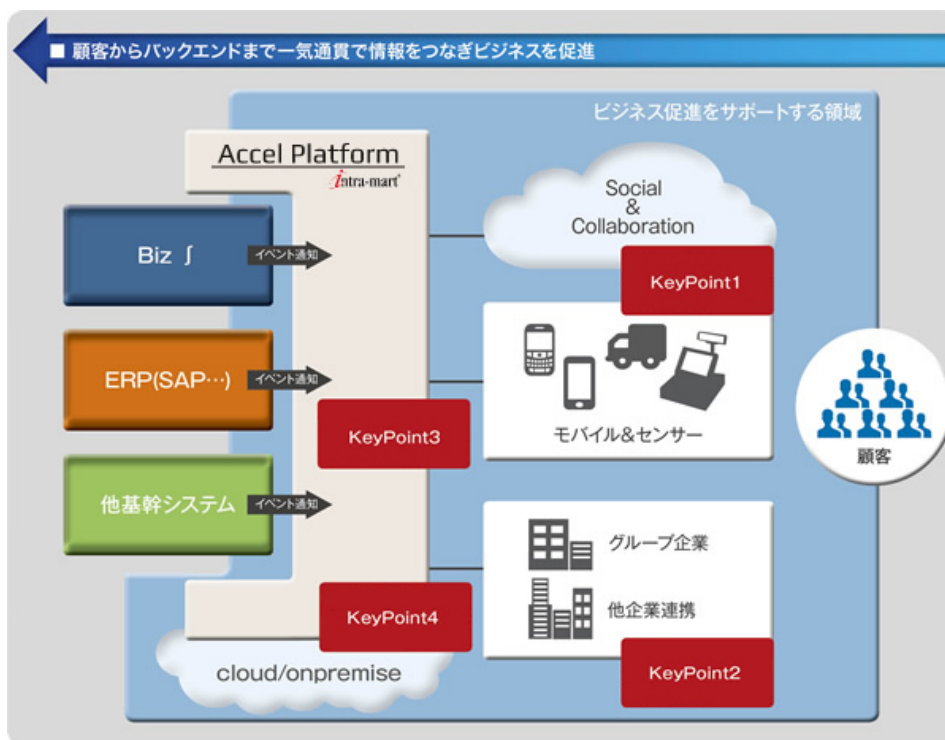 ■ 顧客からバックエンドまで一気通貫で情報をつなぎビジネスを促進
ビジネス促進をサポートする領域
Accel Platform
intra-mart®
Social
&
Collaboration
KeyPoint1
Biz ∫
イベント通知
ERP(SAP…)
イベント通知
KeyPoint3
モバイル&センサー
顧客
他基幹システム
イベント通知
グループ企業
他企業連携
KeyPoint4
KeyPoint2
cloud/onpremise